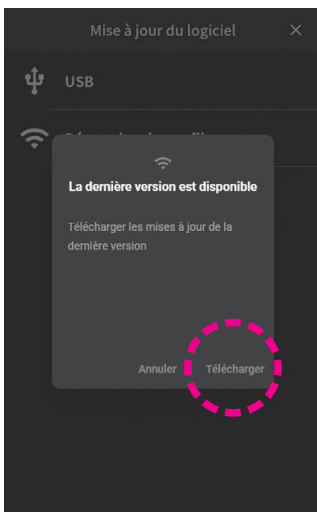 Mise à jour du logiciel
USB
La dernière version est disponible
Télécharger les mises à jour de la
dernière version
Annuler
Télécharger